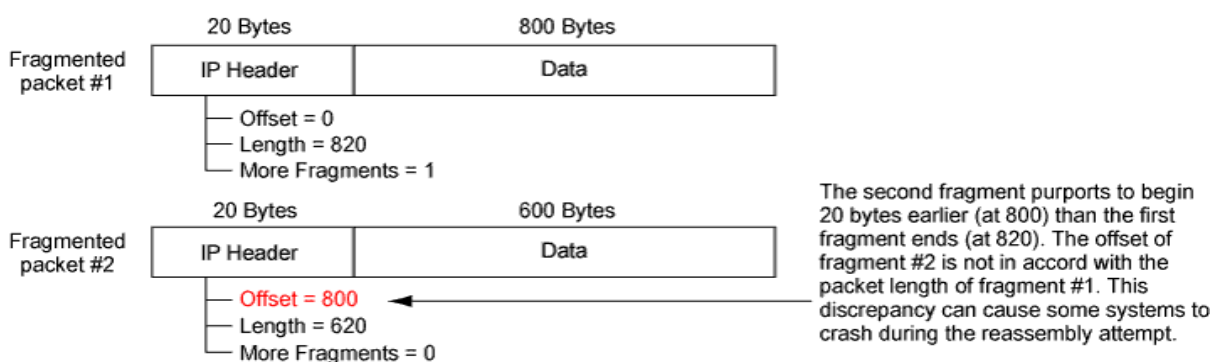 20 Bytes 800 Bytes
Fragmented
packet #1
IP Header Data
Offset = 0
Length = 820
More Fragments = 1
20 Bytes 600 Bytes
Fragmented
packet #2
IP Header Data
Offset = 800
Length = 620
More Fragments = 0
The second fragment purports to begin
20 bytes earlier (at 800) than the first
fragment ends (at 820). The offset of
fragment #2 is not in accord with the
packet length of fragment #1. This
discrepancy can cause some systems to
crash during the reassembly attempt.